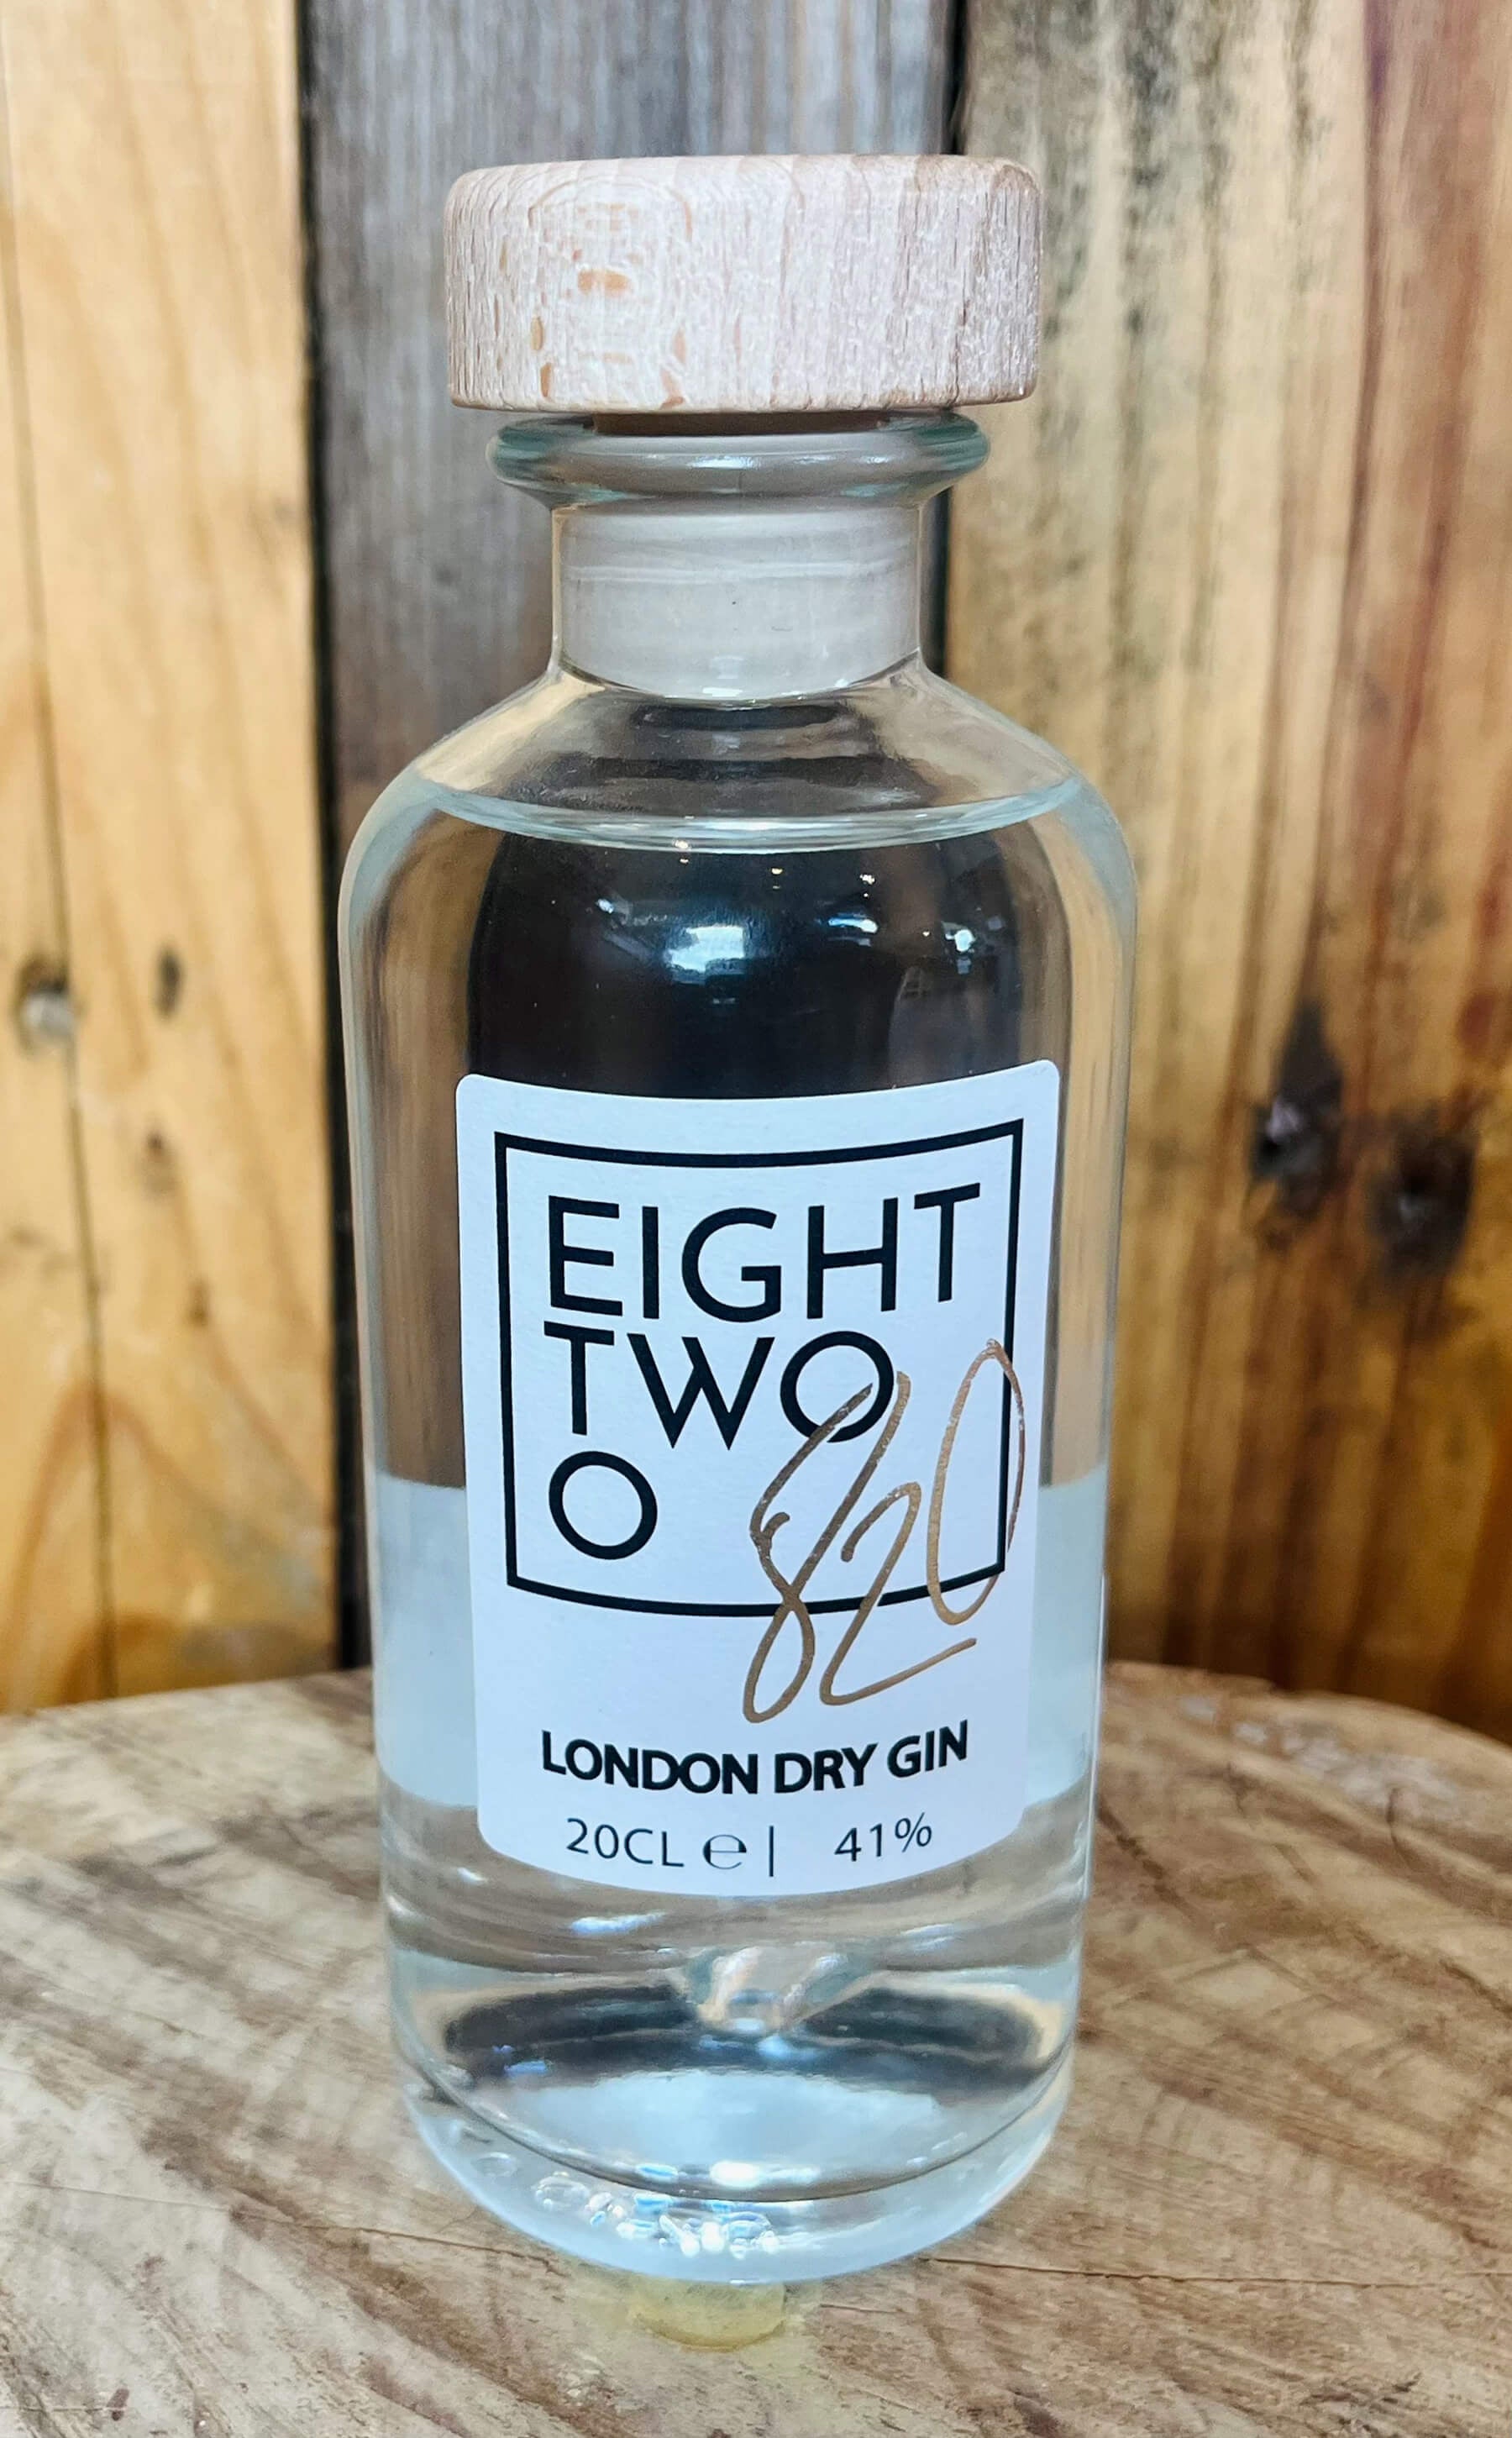 EIGHT
TWO
O
820
LONDON DRY GIN
20CL ℮ | 41%